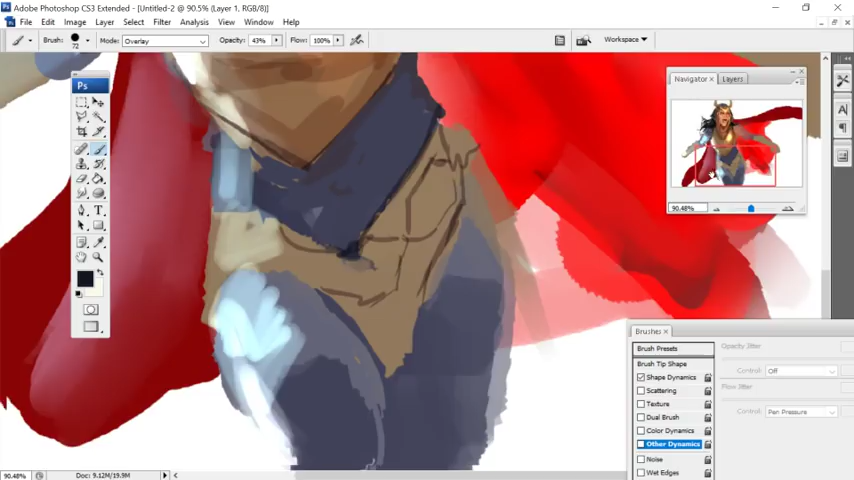 Adobe Photoshop CS3 Extended - [Untitled-2 @ 90.5% (Layer 1, RGB/8)]
File Edit Image Layer Select Filter Analysis View Window Help
Brush: 72 Mode: Overlay Opacity: 43% Flow: 100% Workspace
Ps
Navigator × Layers
90.48%
Brushes ×
Brush Presets
Brush Tip Shape
Shape Dynamics
Scattering
Texture
Dual Brush
Color Dynamics
Other Dynamics
Noise
Wet Edges
Opacity Jitter
Control: Off
Flow Jitter
Control: Pen Pressure
90.48% Doc: 9.12M/19.9M